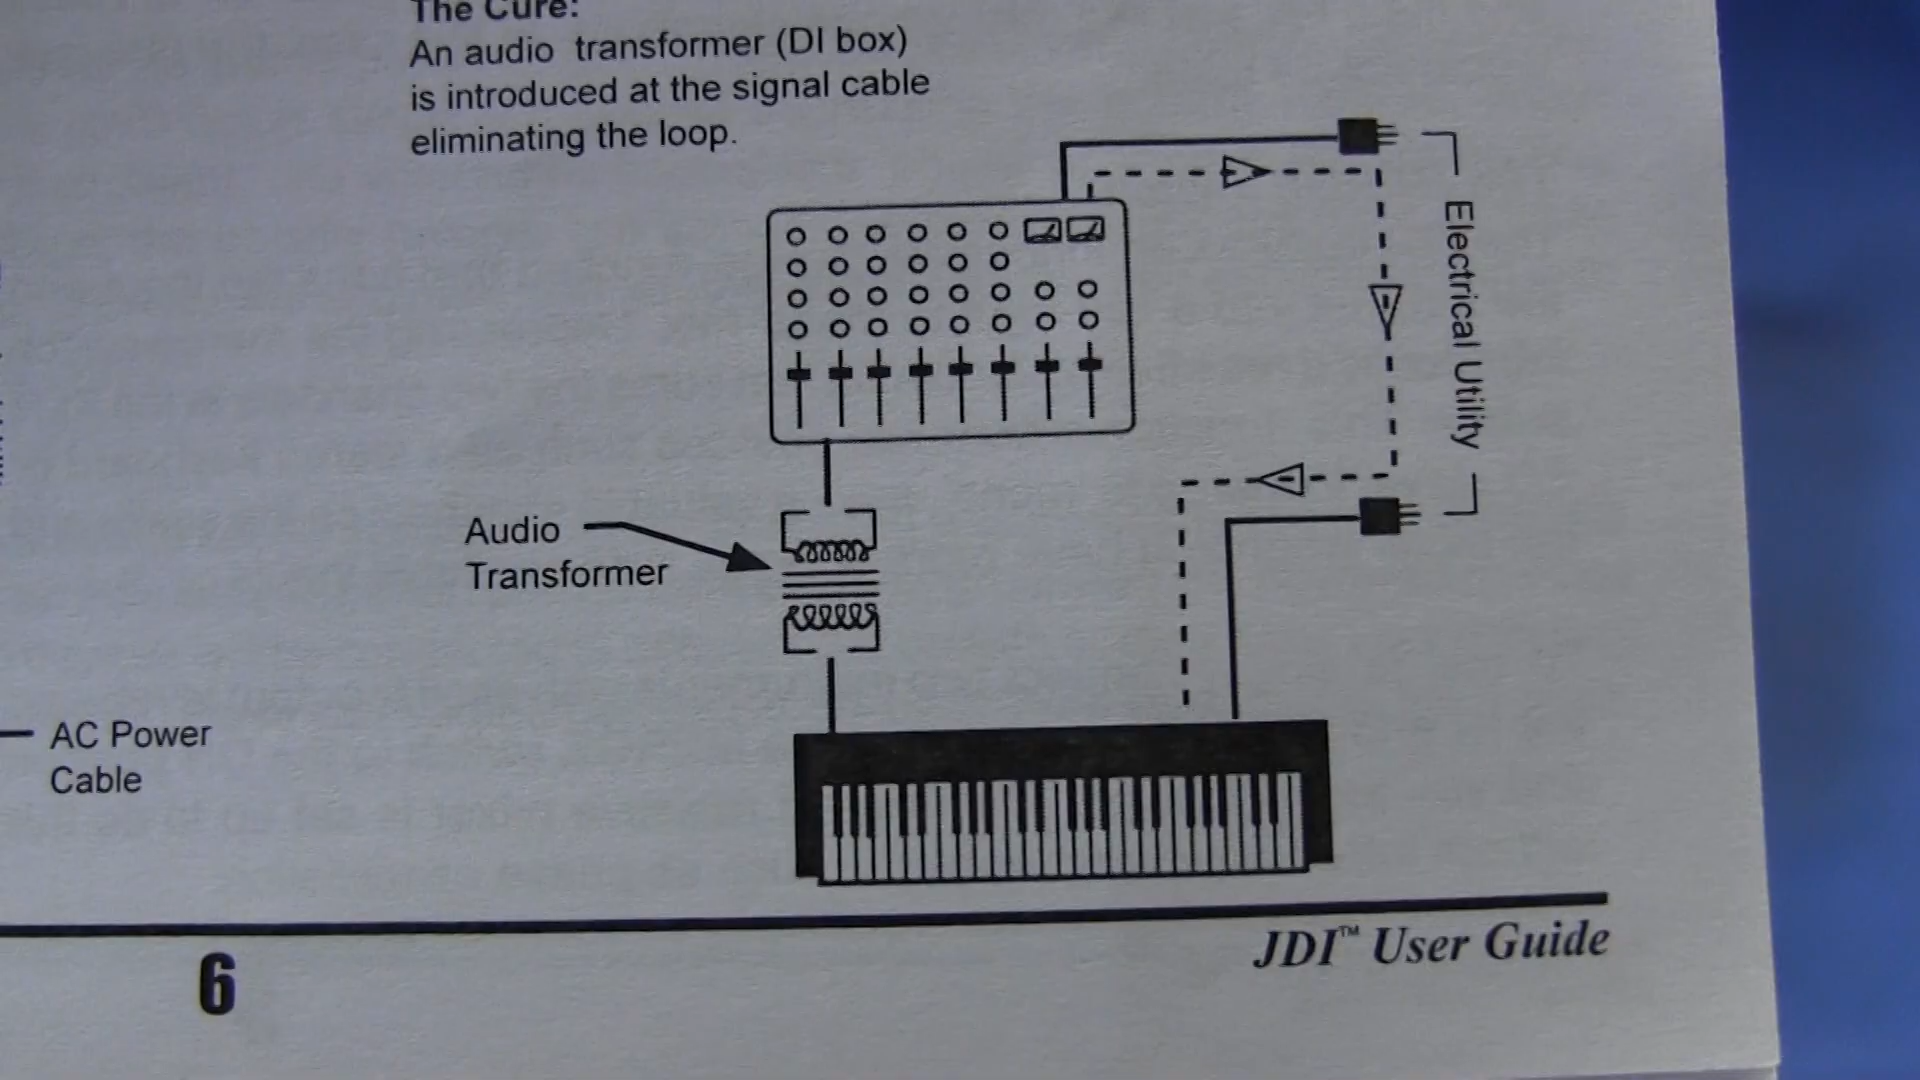 The Cure:
An audio transformer (DI box)
is introduced at the signal cable
eliminating the loop.
Electrical Utility
Audio
Transformer
AC Power
Cable
6
JDI™ User Guide